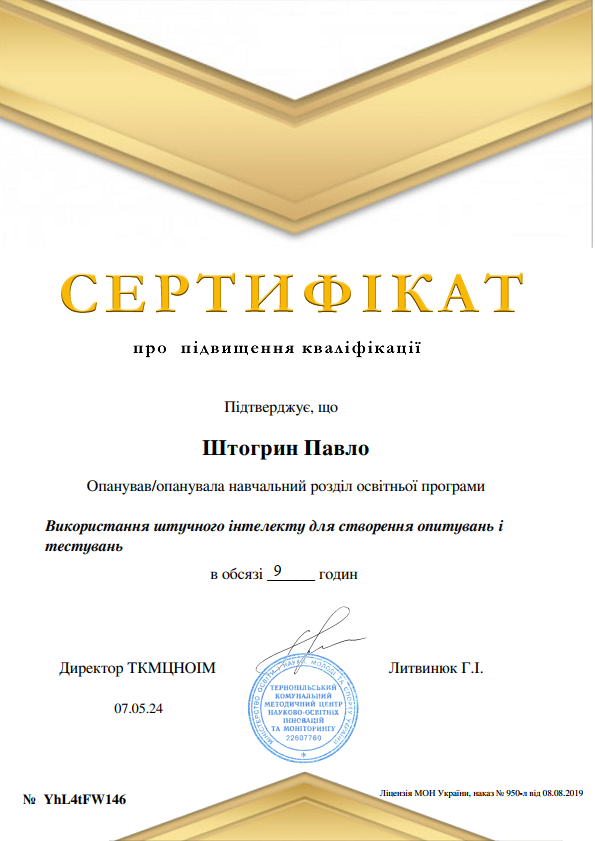 СЕРТИФІКАТ
про підвищення кваліфікації
Підтверджує, що
Штогрин Павло
Опанував/опанувала навчальний розділ освітньої програми
Використання штучного інтелекту для створення опитувань і
тестувань
в обсязі 9 годин
Директор ТКМЦНОІМ
Литвинюк Г.І.
МІНІСТЕРСТВО ОСВІТИ І НАУКИ, МОЛОДІ ТА СПОРТУ УКРАЇНИ
ТЕРНОПІЛЬСЬКИЙ
КОМУНАЛЬНИЙ
МЕТОДИЧНИЙ ЦЕНТР
НАУКОВО-ОСВІТНІХ
ІННОВАЦІЙ
ТА МОНІТОРИНГУ
22607760
07.05.24
№ YhL4tFW146
Ліцензія МОН України, наказ № 950-л від 08.08.2019